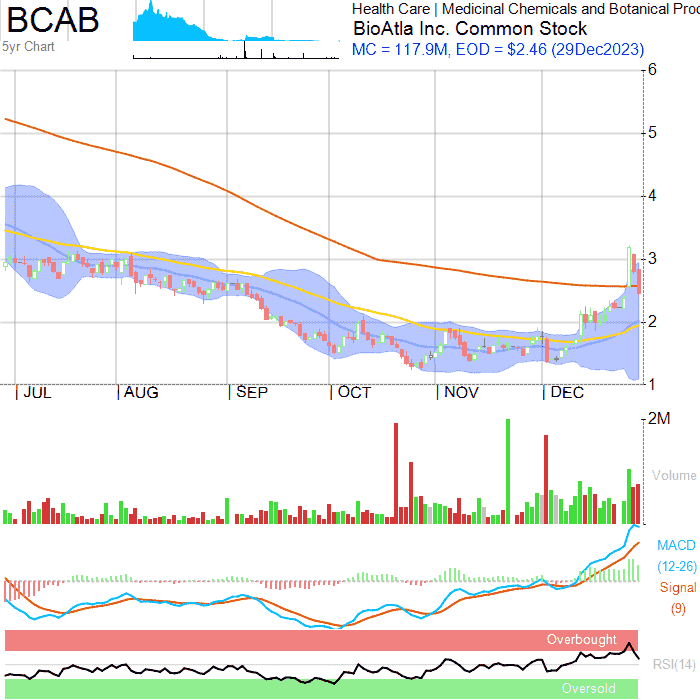 BCAB
5yr Chart
Health Care | Medicinal Chemicals and Botanical Proc
BioAtla Inc. Common Stock
MC = 117.9M, EOD = $2.46 (29Dec2023)
6
5
4
3
2
1
| JUL | AUG | SEP | OCT | NOV | DEC
2M
Volume
MACD
(12-26)
Signal
(9)
Overbought
RSI(14)
Oversold